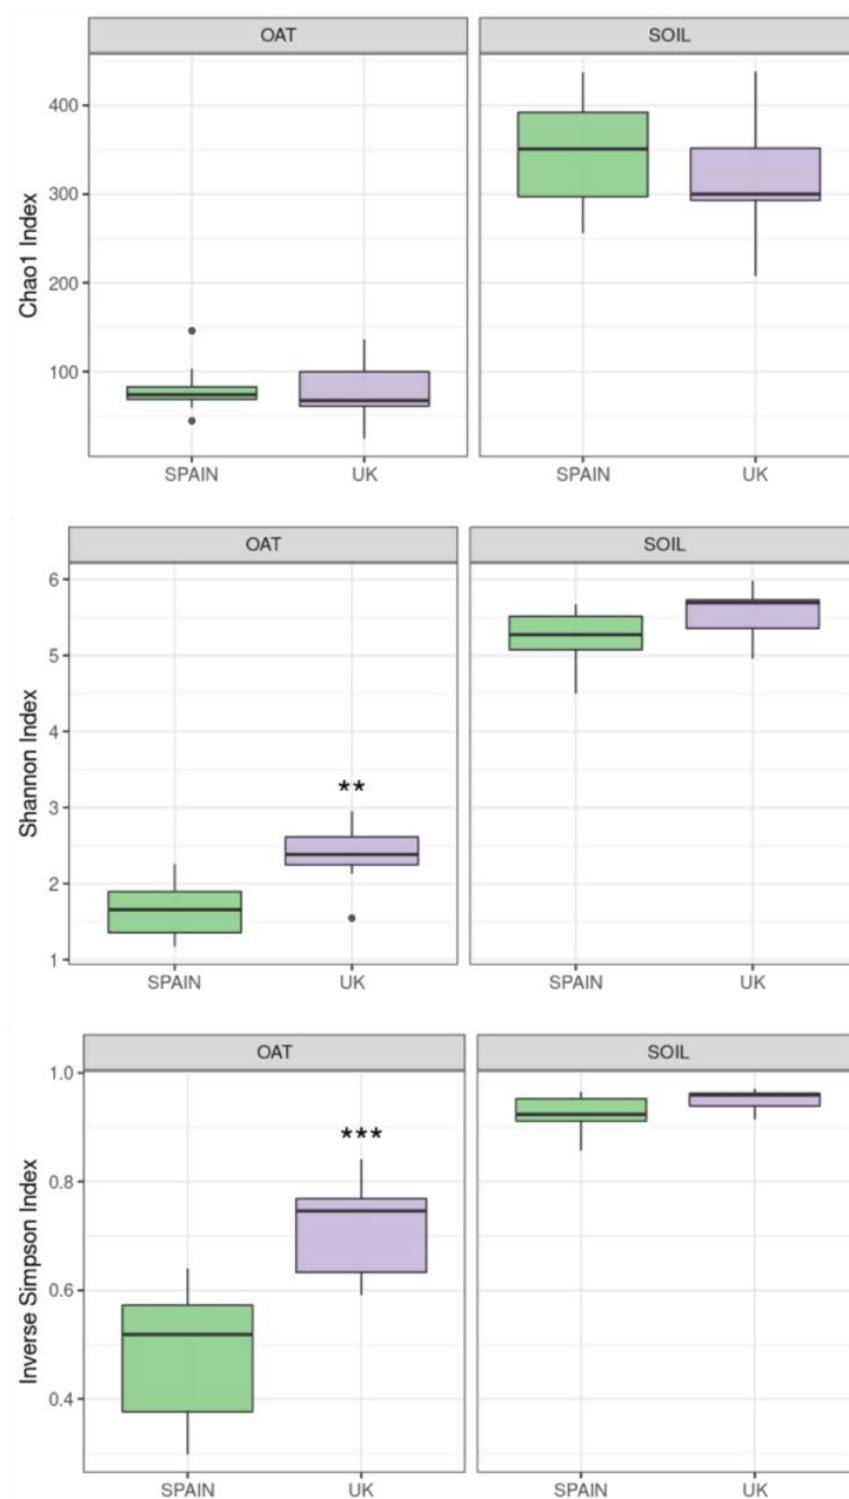 OAT SOIL
400
300
200
100
Chao1 Index
SPAIN UK SPAIN UK
OAT SOIL
6
5
4
3
2
1
Shannon Index
**
SPAIN UK SPAIN UK
OAT SOIL
1.0
0.8
0.6
0.4
Inverse Simpson Index
***
SPAIN UK SPAIN UK